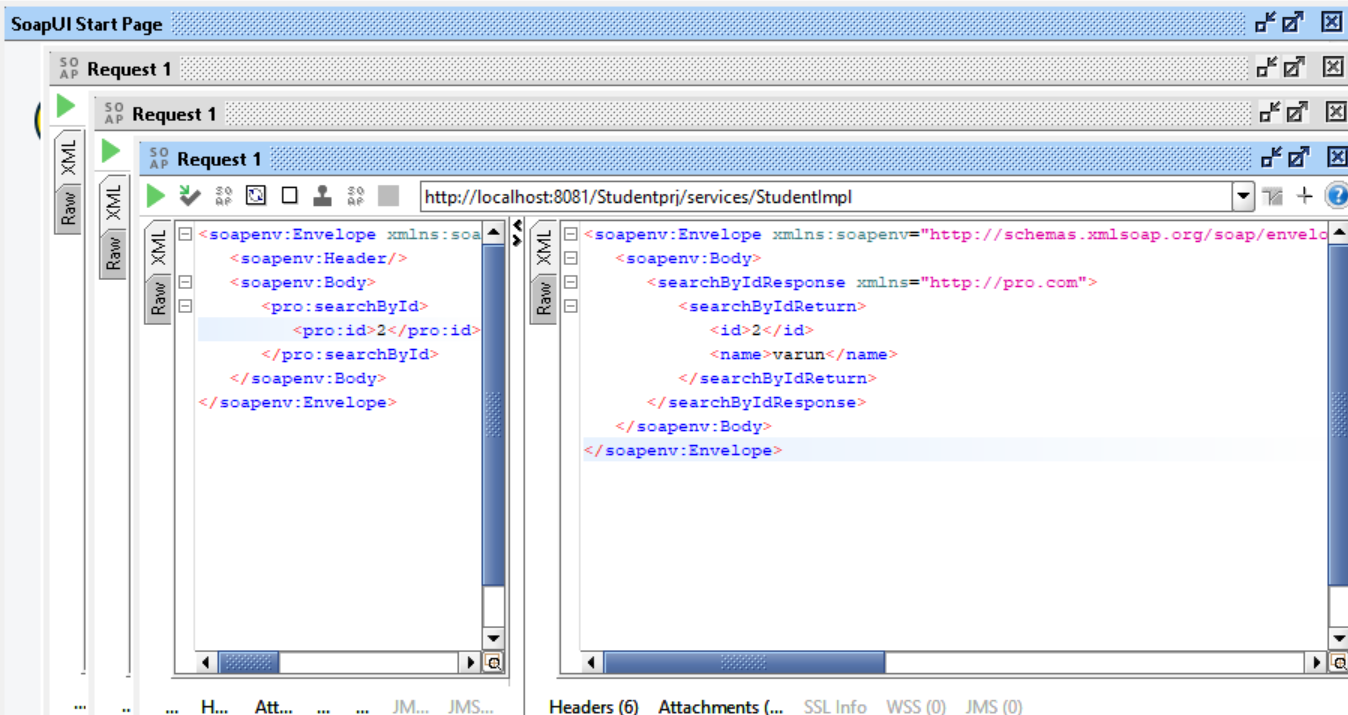 SoapUI Start Page
SO AP Request 1
SO AP Request 1
SO AP Request 1
http://localhost:8081/Studentprj/services/StudentImpl
XML
Raw
XML
Raw
XML
Raw
<soapenv:Envelope xmlns:soa
<soapenv:Header/>
<soapenv:Body>
<pro:searchById>
<pro:id>2</pro:id>
</pro:searchById>
</soapenv:Body>
</soapenv:Envelope>
XML
Raw
<soapenv:Envelope xmlns:soapenv="http://schemas.xmlsoap.org/soap/envelo
<soapenv:Body>
<searchByIdResponse xmlns="http://pro.com">
<searchByIdReturn>
<id>2</id>
<name>varun</name>
</searchByIdReturn>
</searchByIdResponse>
</soapenv:Body>
</soapenv:Envelope>
... .. ... H... Att... ... ... JM... JMS...
Headers (6) Attachments (... SSL Info WSS (0) JMS (0)